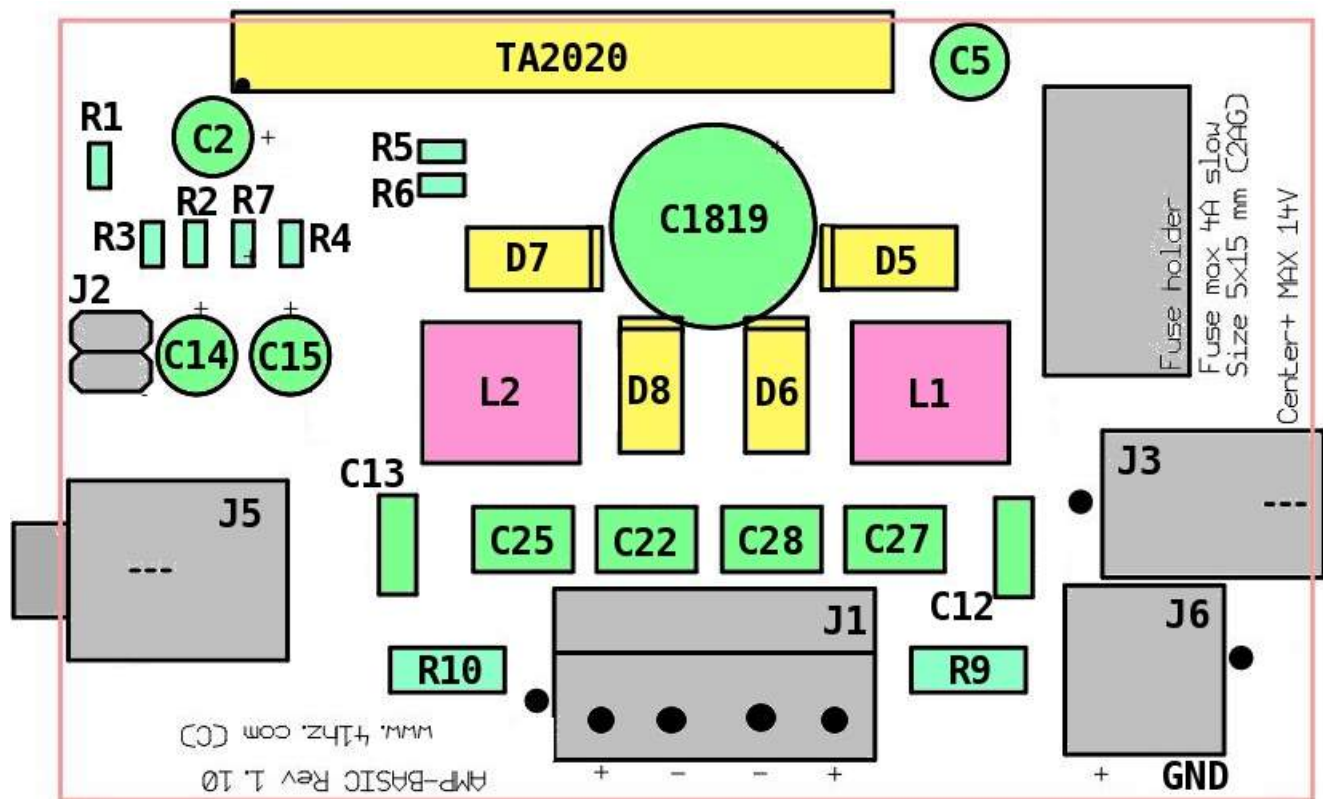 TA2020
C5
R1
C2 +
R5
R6
C1819
+
R2 R7
R3
R4
+
D7
D5
J2
+ +
C14
C15
-
L2
D8
D6
L1
Fuse holder
Fuse max 4A slow
Size 5x15 mm (2AG)
Center+ MAX 14V
C13
J3
---
J5
---
C25
C22
C28
C27
C12
J1
J6
R10
R9
www.41hz.com (C)
AMP-BASIC Rev 1.10
+ - - +
+ GND